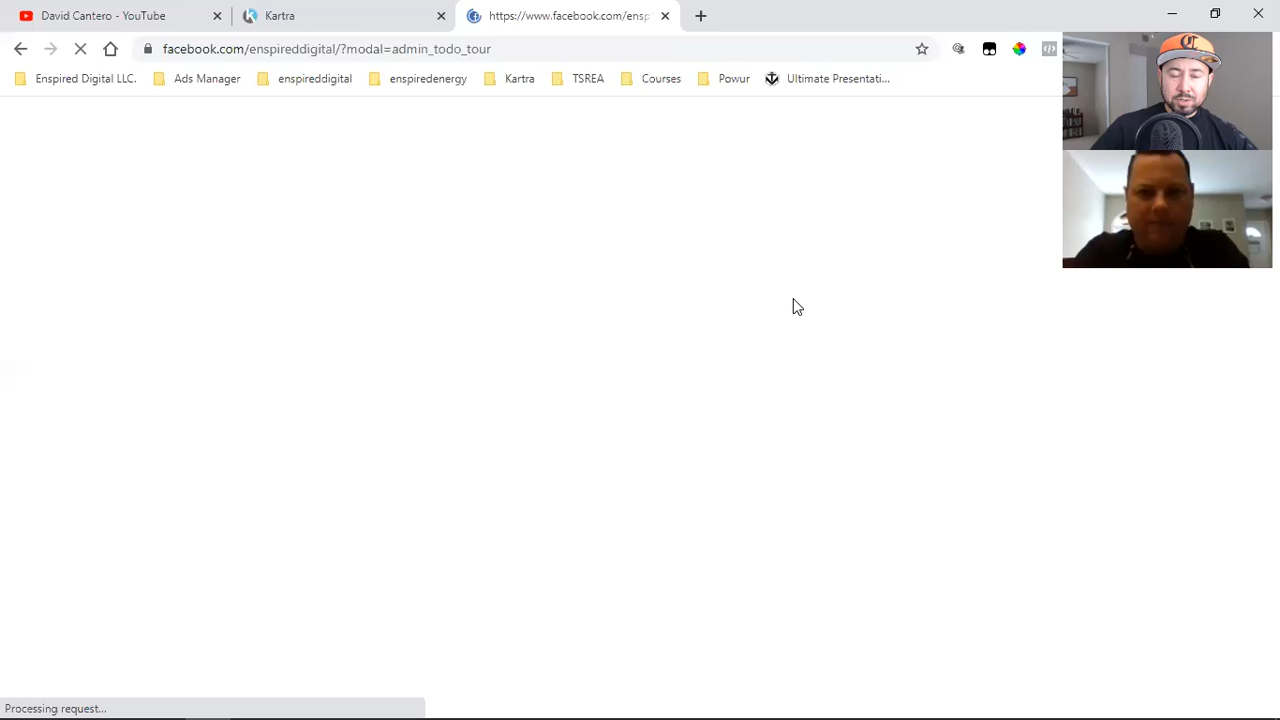 David Cantero - YouTube
Kartra
https://www.facebook.com/ensp
facebook.com/enspireddigital/?modal=admin_todo_tour
Enspired Digital LLC. Ads Manager enspireddigital enspiredenergy Kartra TSREA Courses Powur Ultimate Presentati...
Processing request...